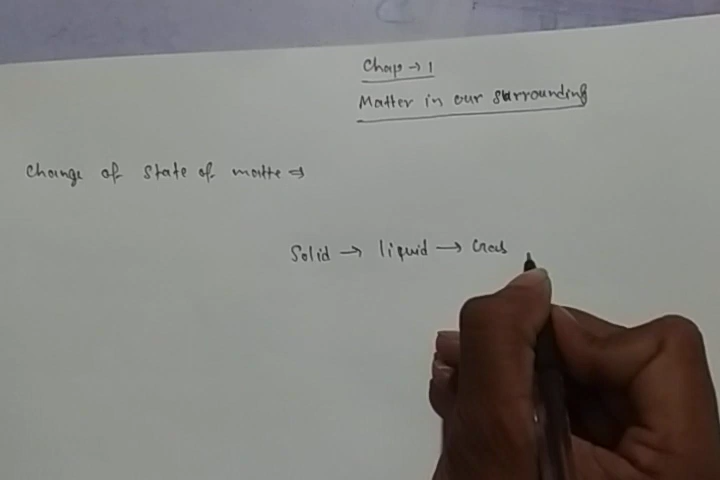 Chap → 1
Matter in our surrounding
Change of state of matte ⇒
Solid → liquid → Gas